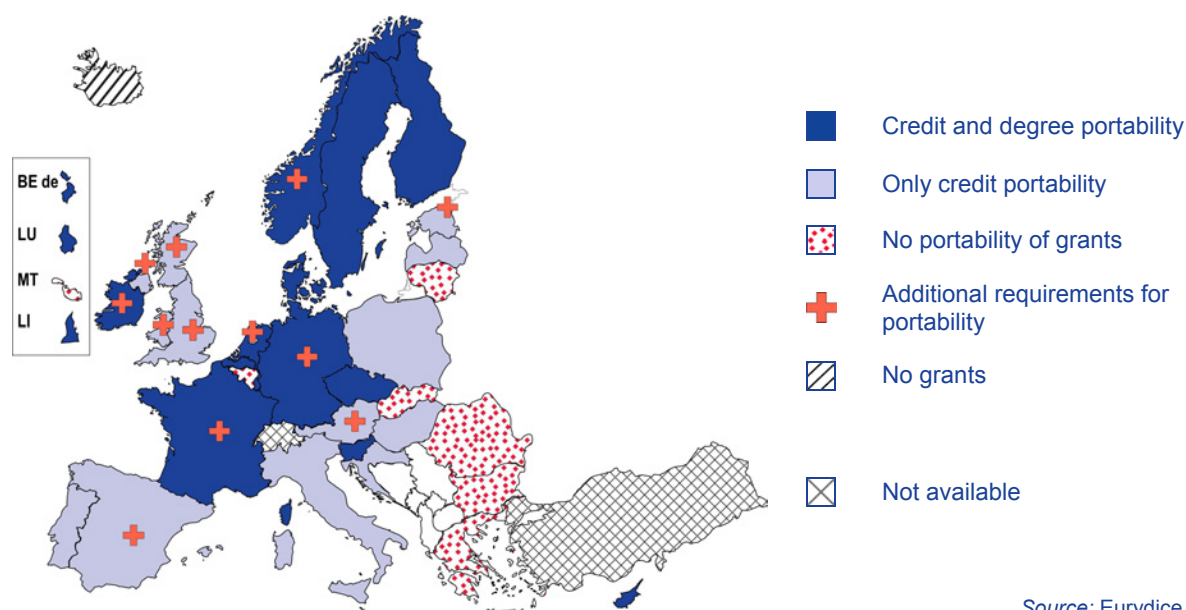 BE de
LU
MT
LI
Credit and degree portability
Only credit portability
No portability of grants
Additional requirements for
portability
No grants
Not available
Source: Eurydice